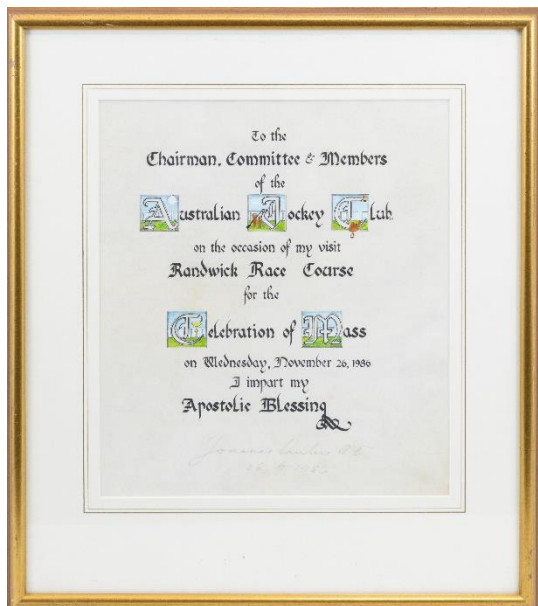 To the
Chairman, Committee & Members
of the
Australian Jockey Club
on the occasion of my visit
Randwick Race Course
for the
Celebration of Mass
on Wednesday, November 26, 1986
I impart my
Apostolic Blessing